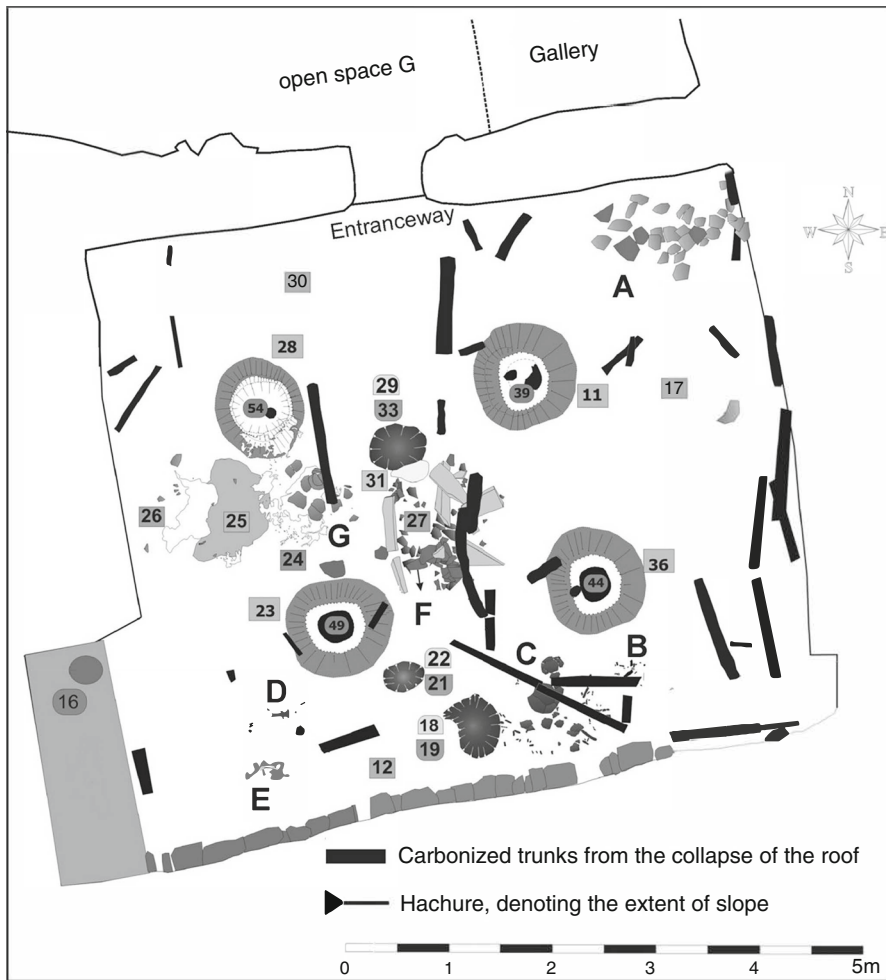 open space G
Gallery
Entranceway
N
W E
S
A
30
28
54
29
33
39
11
17
31
26
25
27
G
24
F
44
36
23
49
22
21
C
B
16
D
18
19
12
E
Carbonized trunks from the collapse of the roof
Hachure, denoting the extent of slope
0 1 2 3 4 5m